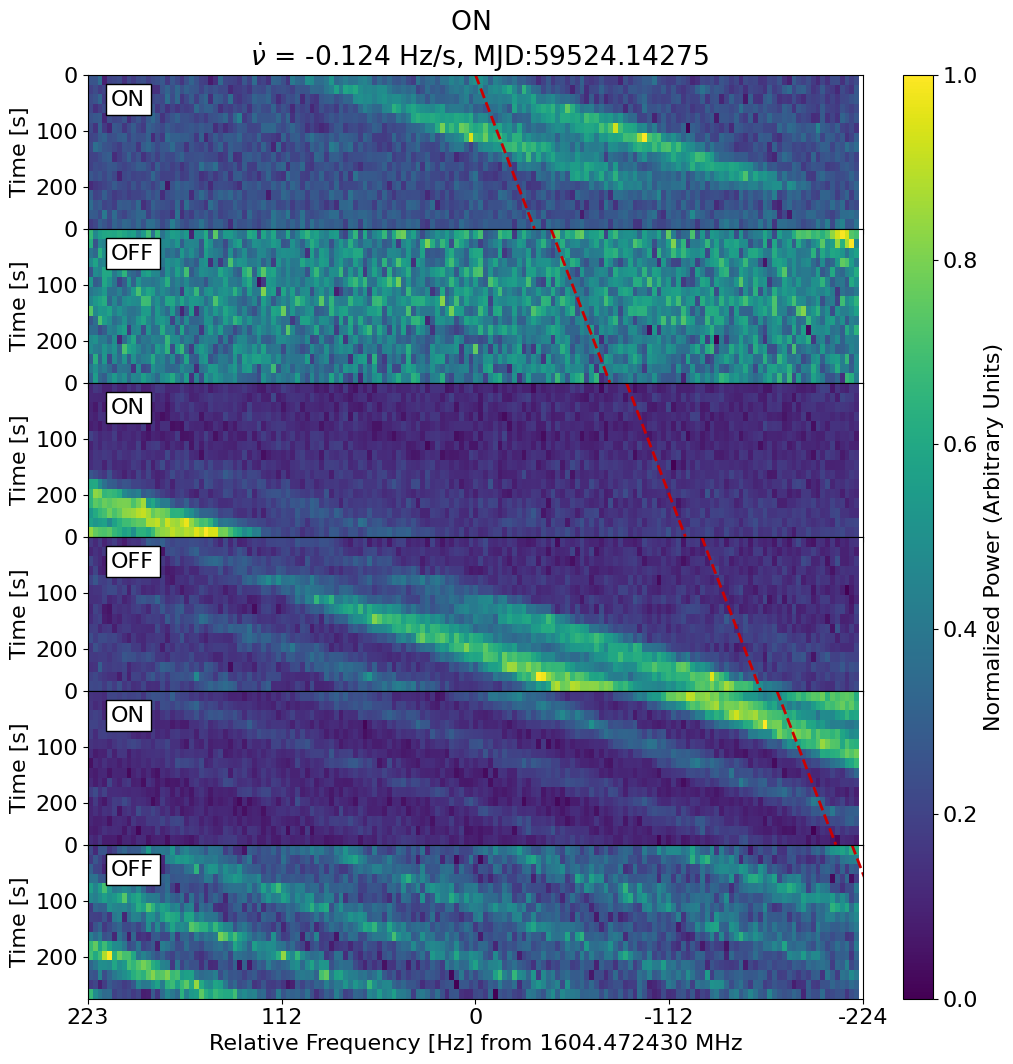 ON
ν̇ = -0.124 Hz/s, MJD:59524.14275
0
ON
100
Time [s]
200
0
OFF
100
Time [s]
200
0
ON
100
Time [s]
200
0
OFF
100
Time [s]
200
0
ON
100
Time [s]
200
0
OFF
100
Time [s]
200
223 112 0 -112 -224
Relative Frequency [Hz] from 1604.472430 MHz
1.0
0.8
0.6
0.4
0.2
0.0
Normalized Power (Arbitrary Units)